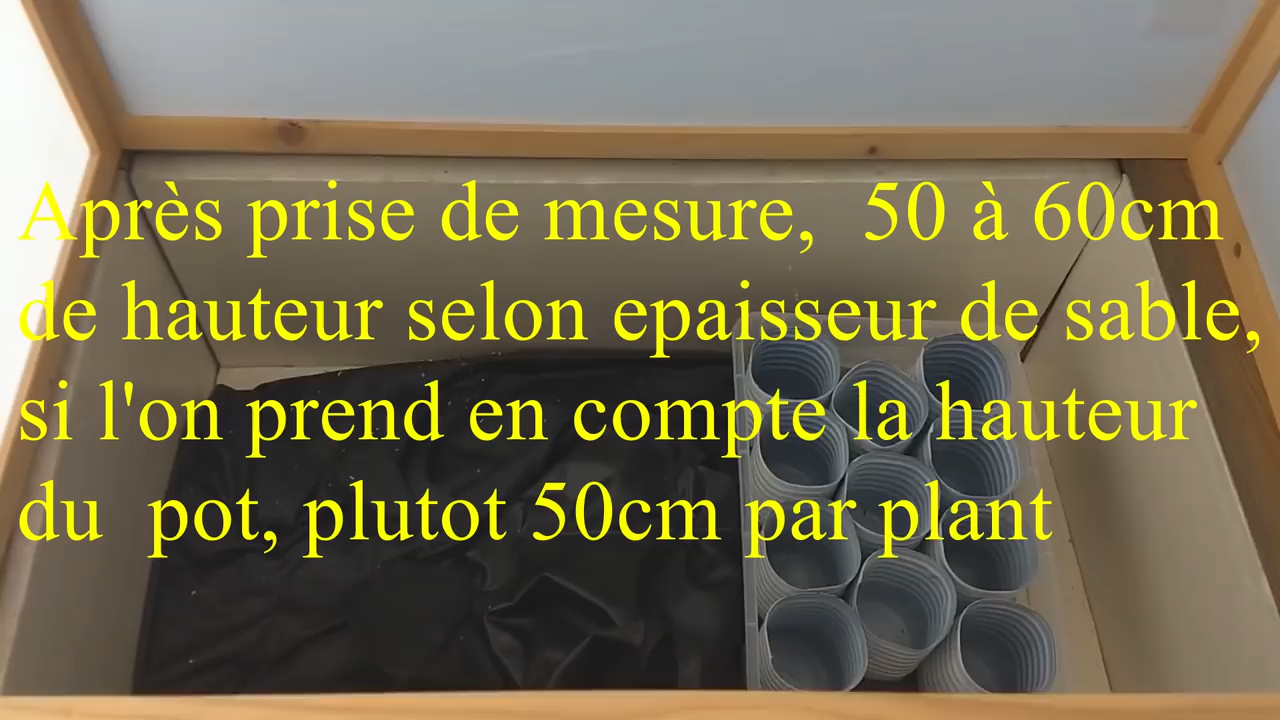 Après prise de mesure,  50 à 60cm
de hauteur selon epaisseur de sable,
si l'on prend en compte la hauteur
du  pot, plutot 50cm par plant